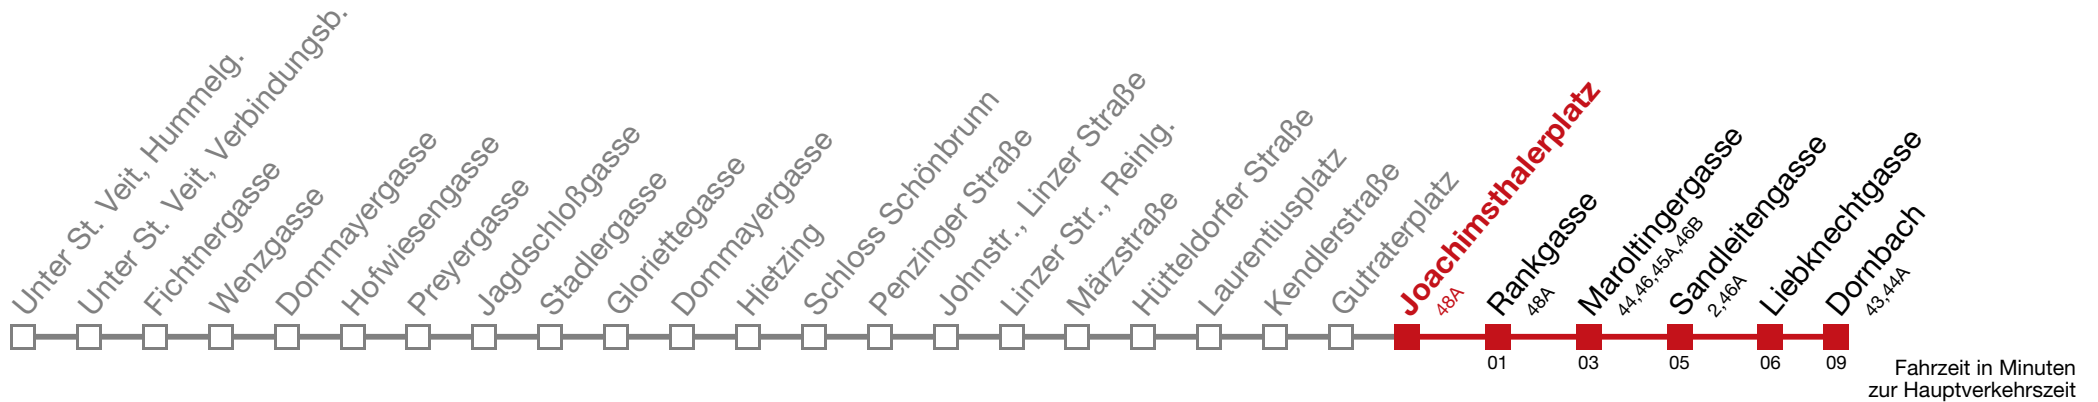 Unter St. Veit, Hummelg.
Unter St. Veit, Verbindungsb.
Fichtnergasse
Wenzgasse
Dommayergasse
Hofwiesengasse
Preyergasse
Jagdschloßgasse
Stadlergasse
Gloriettegasse
Dommayergasse
Hietzing
Schloss Schönbrunn
Penzinger Straße
Johnstr., Linzer Straße
Linzer Str., Reinlg.
Märzstraße
Hütteldorfer Straße
Laurentiusplatz
Kendlerstraße
Gutraterplatz
Joachimsthalerplatz
48A
Rankgasse
48A
Maroltingergasse
44,46,45A,46B
Sandleitengasse
2,46A
Liebknechtgasse
Dornbach
43,44A
01
03
05
06
09
Fahrzeit in Minuten
zur Hauptverkehrszeit